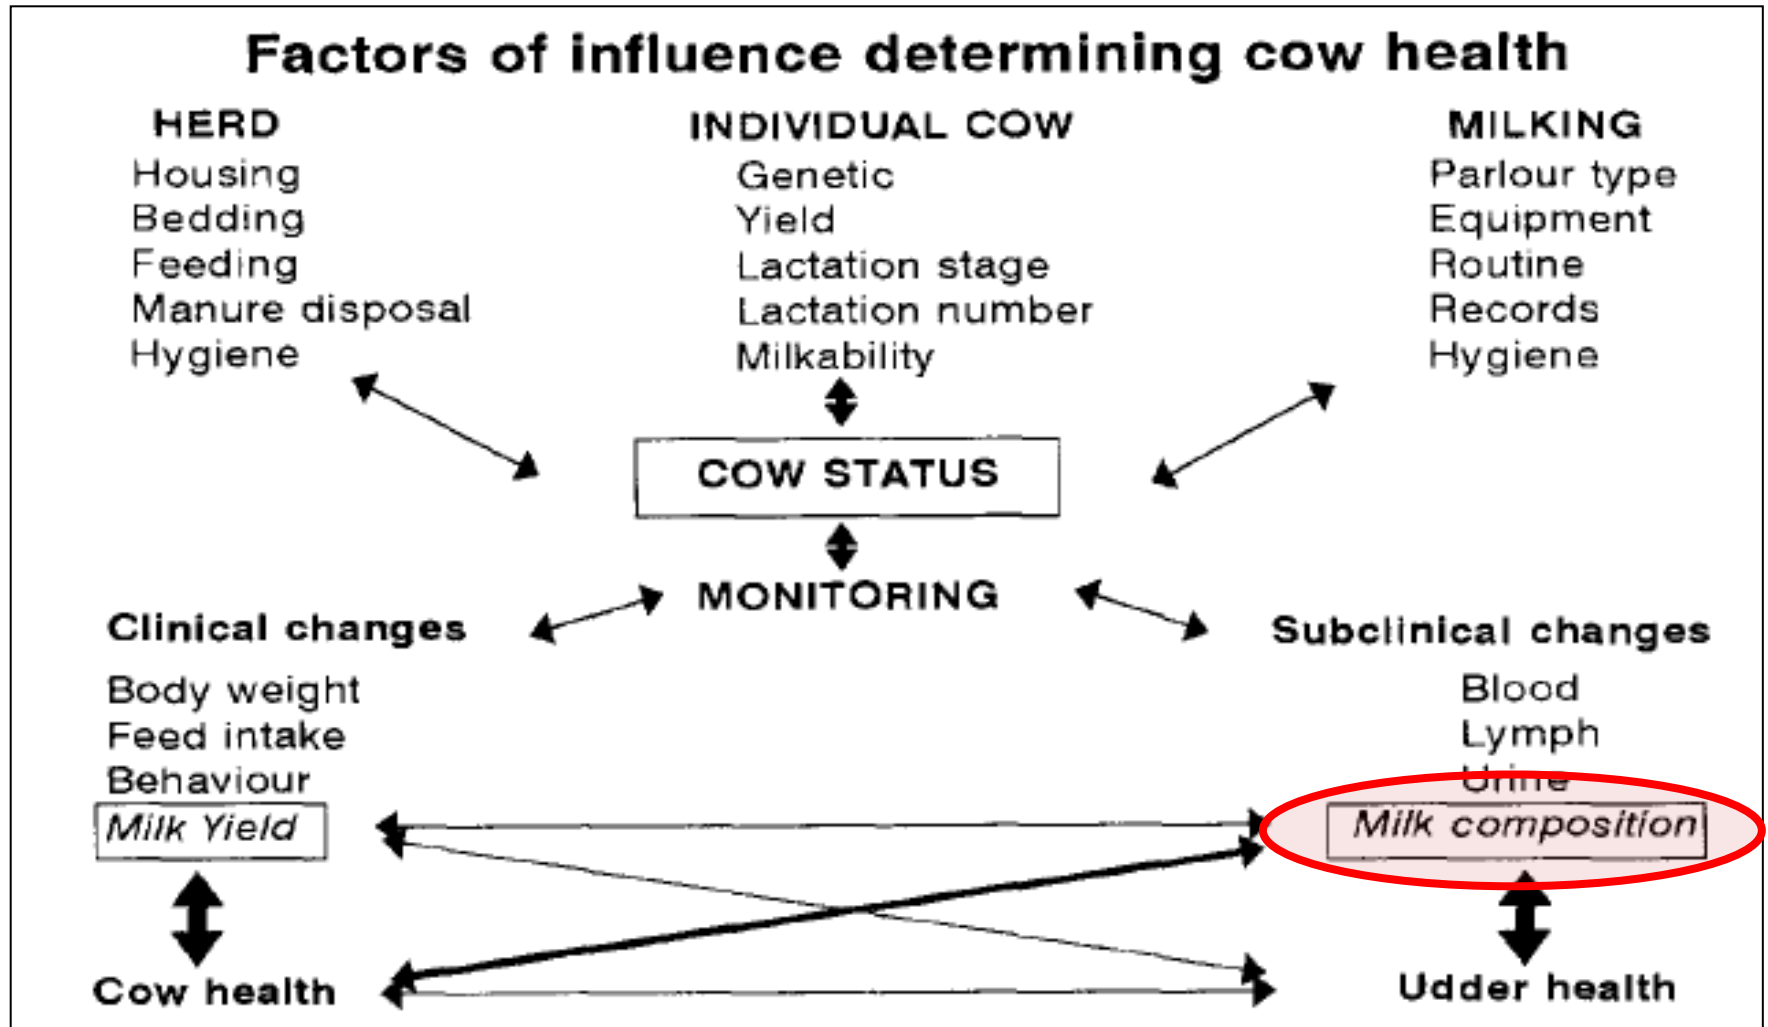 Factors of influence determining cow health
HERD
Housing
Bedding
Feeding
Manure disposal
Hygiene
INDIVIDUAL COW
Genetic
Yield
Lactation stage
Lactation number
Milkability
MILKING
Parlour type
Equipment
Routine
Records
Hygiene
COW STATUS
MONITORING
Clinical changes
Body weight
Feed intake
Behaviour
Milk Yield
Cow health
Subclinical changes
Blood
Lymph
Urine
Milk composition
Udder health